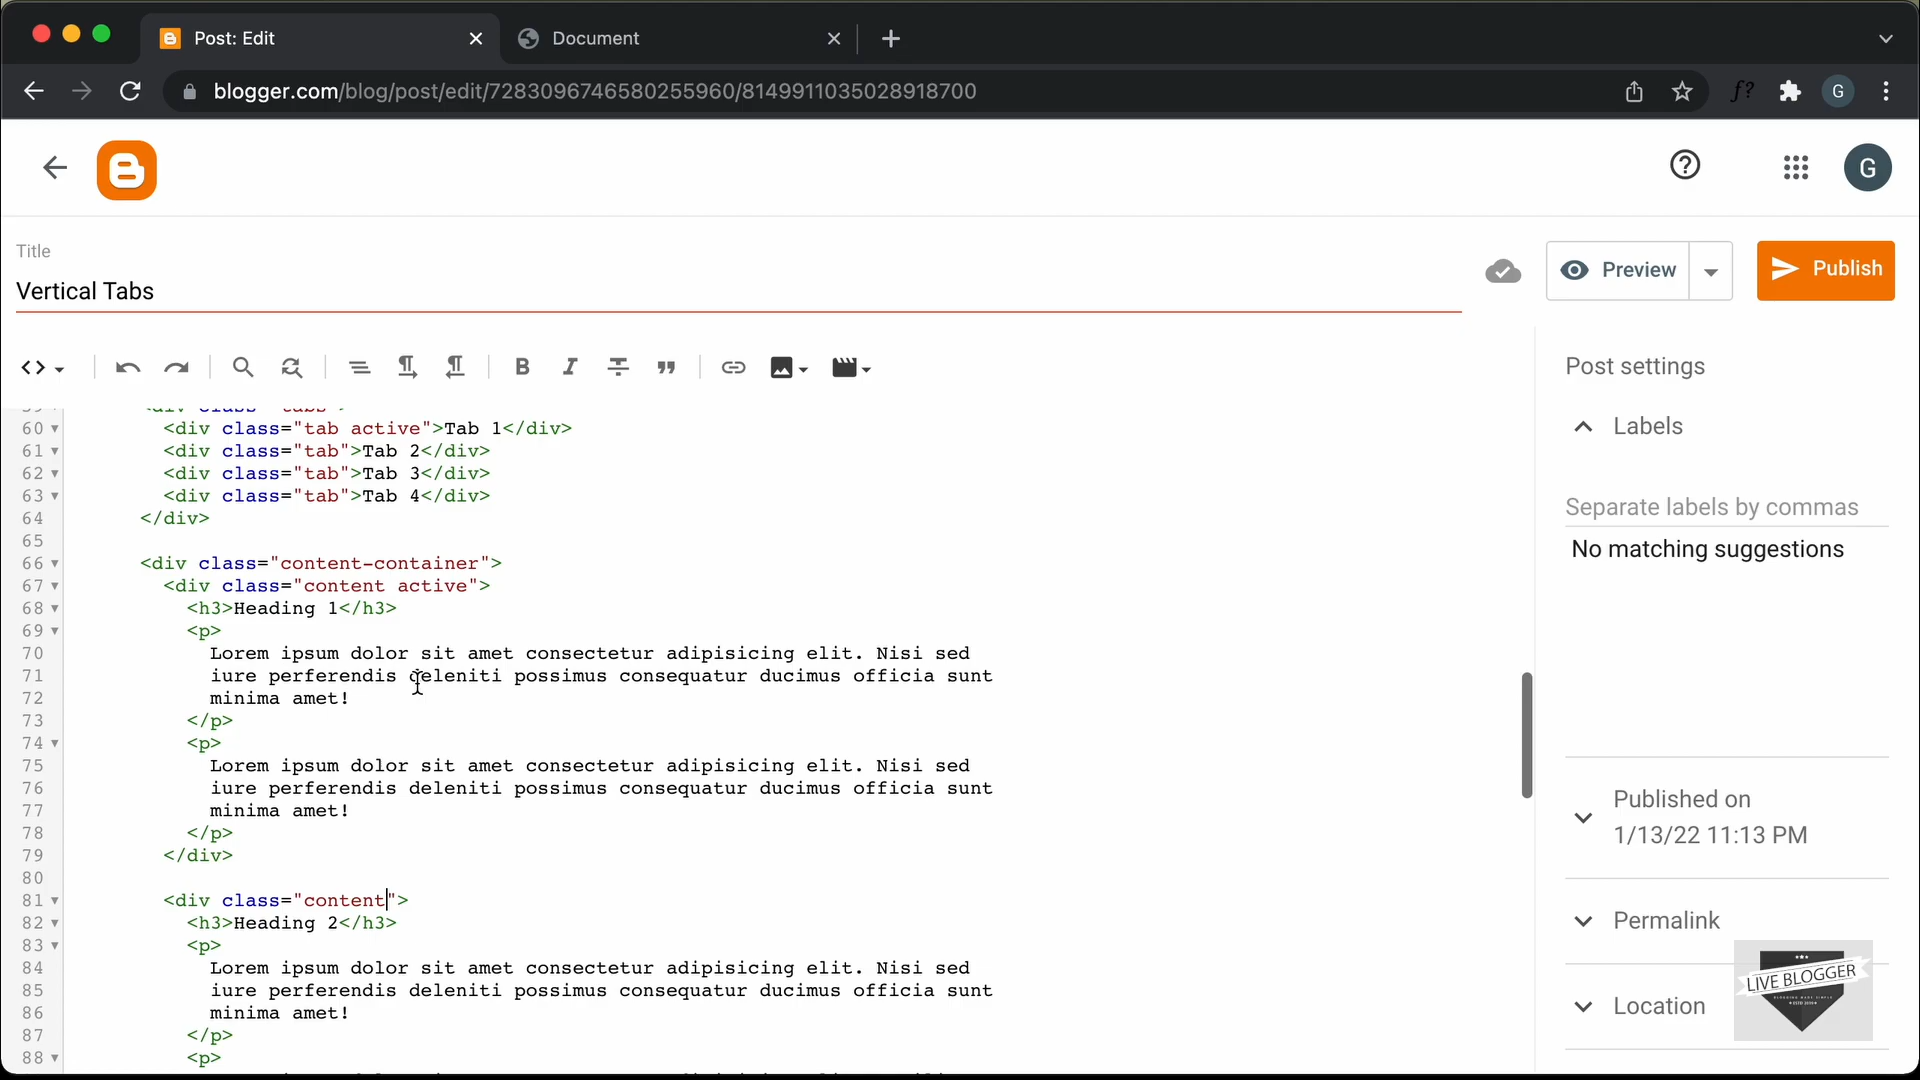 Post: Edit
Document
blogger.com/blog/post/edit/7283096746580255960/8149911035028918700
f?
G
G
Title
Vertical Tabs
Preview
Publish
B
I
Post settings
Labels
Separate labels by commas
No matching suggestions
Published on
1/13/22 11:13 PM
Permalink
Location
LIVE BLOGGER
59 <div class="tabs">
60 <div class="tab active">Tab 1</div>
61 <div class="tab">Tab 2</div>
62 <div class="tab">Tab 3</div>
63 <div class="tab">Tab 4</div>
64 </div>
65
66 <div class="content-container">
67 <div class="content active">
68 <h3>Heading 1</h3>
69 <p>
70 Lorem ipsum dolor sit amet consectetur adipisicing elit. Nisi sed
71 iure perferendis deleniti possimus consequatur ducimus officia sunt
72 minima amet!
73 </p>
74 <p>
75 Lorem ipsum dolor sit amet consectetur adipisicing elit. Nisi sed
76 iure perferendis deleniti possimus consequatur ducimus officia sunt
77 minima amet!
78 </p>
79 </div>
80
81 <div class="content">
82 <h3>Heading 2</h3>
83 <p>
84 Lorem ipsum dolor sit amet consectetur adipisicing elit. Nisi sed
85 iure perferendis deleniti possimus consequatur ducimus officia sunt
86 minima amet!
87 </p>
88 <p>